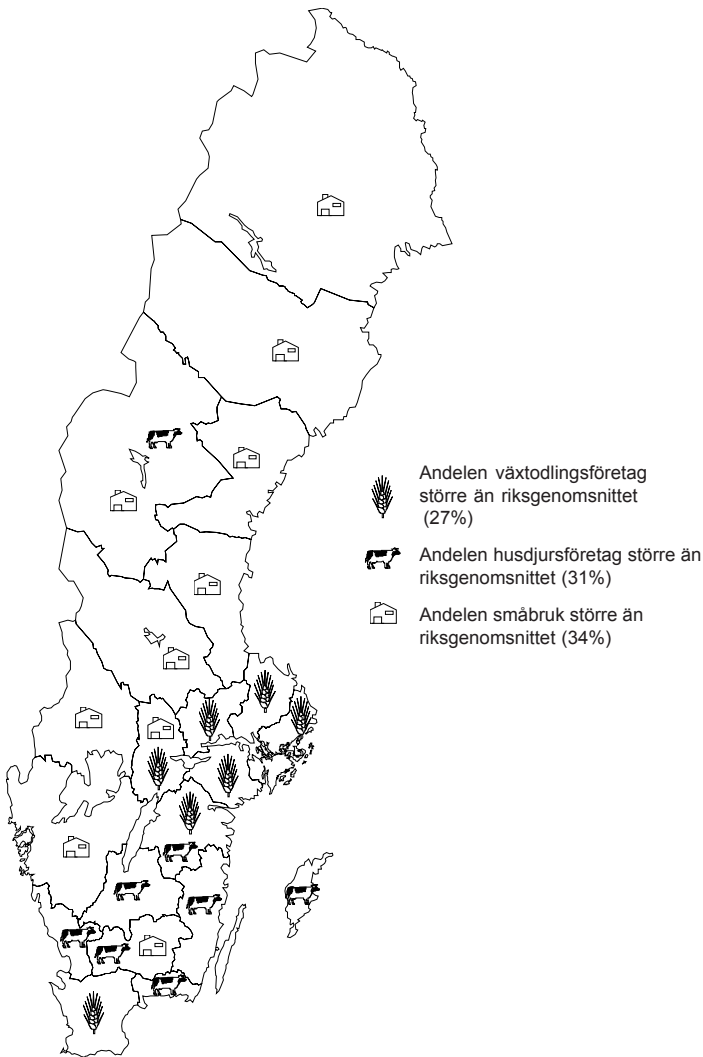 Andelen växtodlingsföretag
större än riksgenomsnittet
(27%)
Andelen husdjursföretag större än
riksgenomsnittet (31%)
Andelen småbruk större än
riksgenomsnittet (34%)